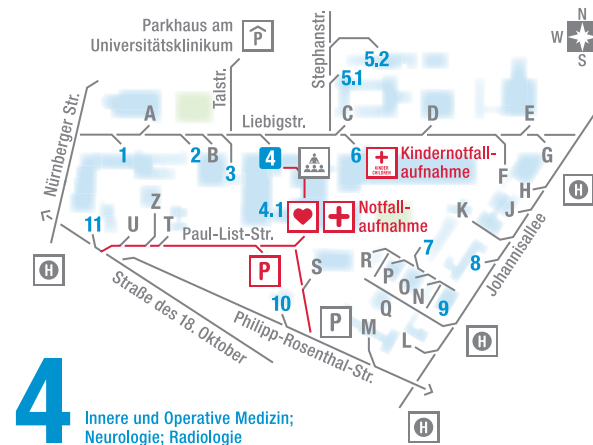 Parkhaus am
Universitätsklinikum
P
Stephanstr.
5.2
5.1
N
W
S
Talstr.
Nürnberger Str.
A
Liebigstr.
C
D
E
1
2
B
3
4
6
KINDER
CHILDREN
Kindernotfall-
aufnahme
F
G
H
H
4.1
Notfall-
aufnahme
K
J
Johannisallee
Z
11
U
T
Paul-List-Str.
7
8
H
P
S
R
P
O
N
9
10
Q
P
M
L
H
Straße des 18. Oktober
Philipp-Rosenthal-Str.
H
4
Innere und Operative Medizin;
Neurologie; Radiologie